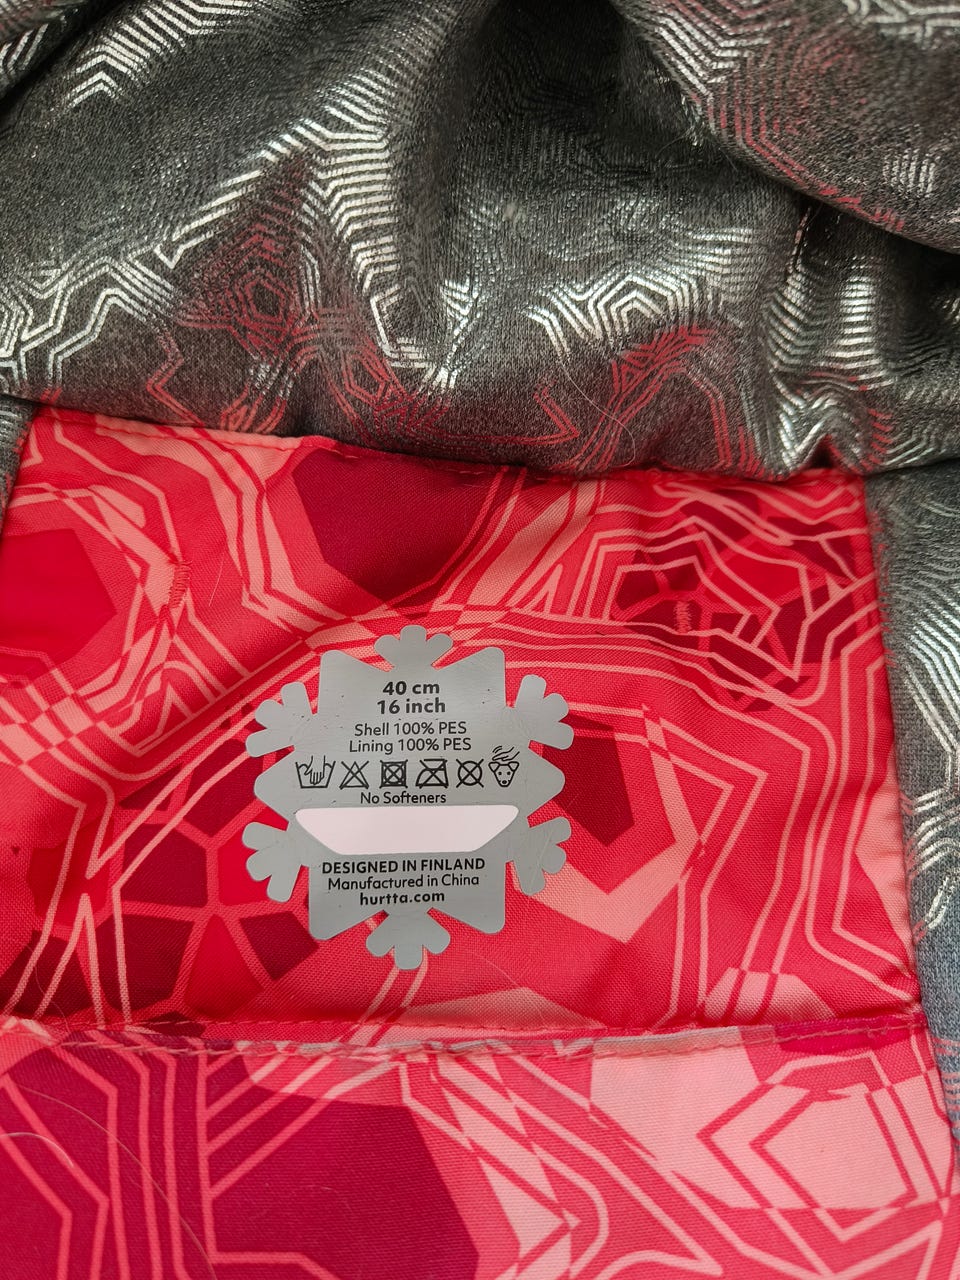 40 cm
16 inch
Shell 100% PES
Lining 100% PES
No Softeners
DESIGNED IN FINLAND
Manufactured in China
hurtta.com